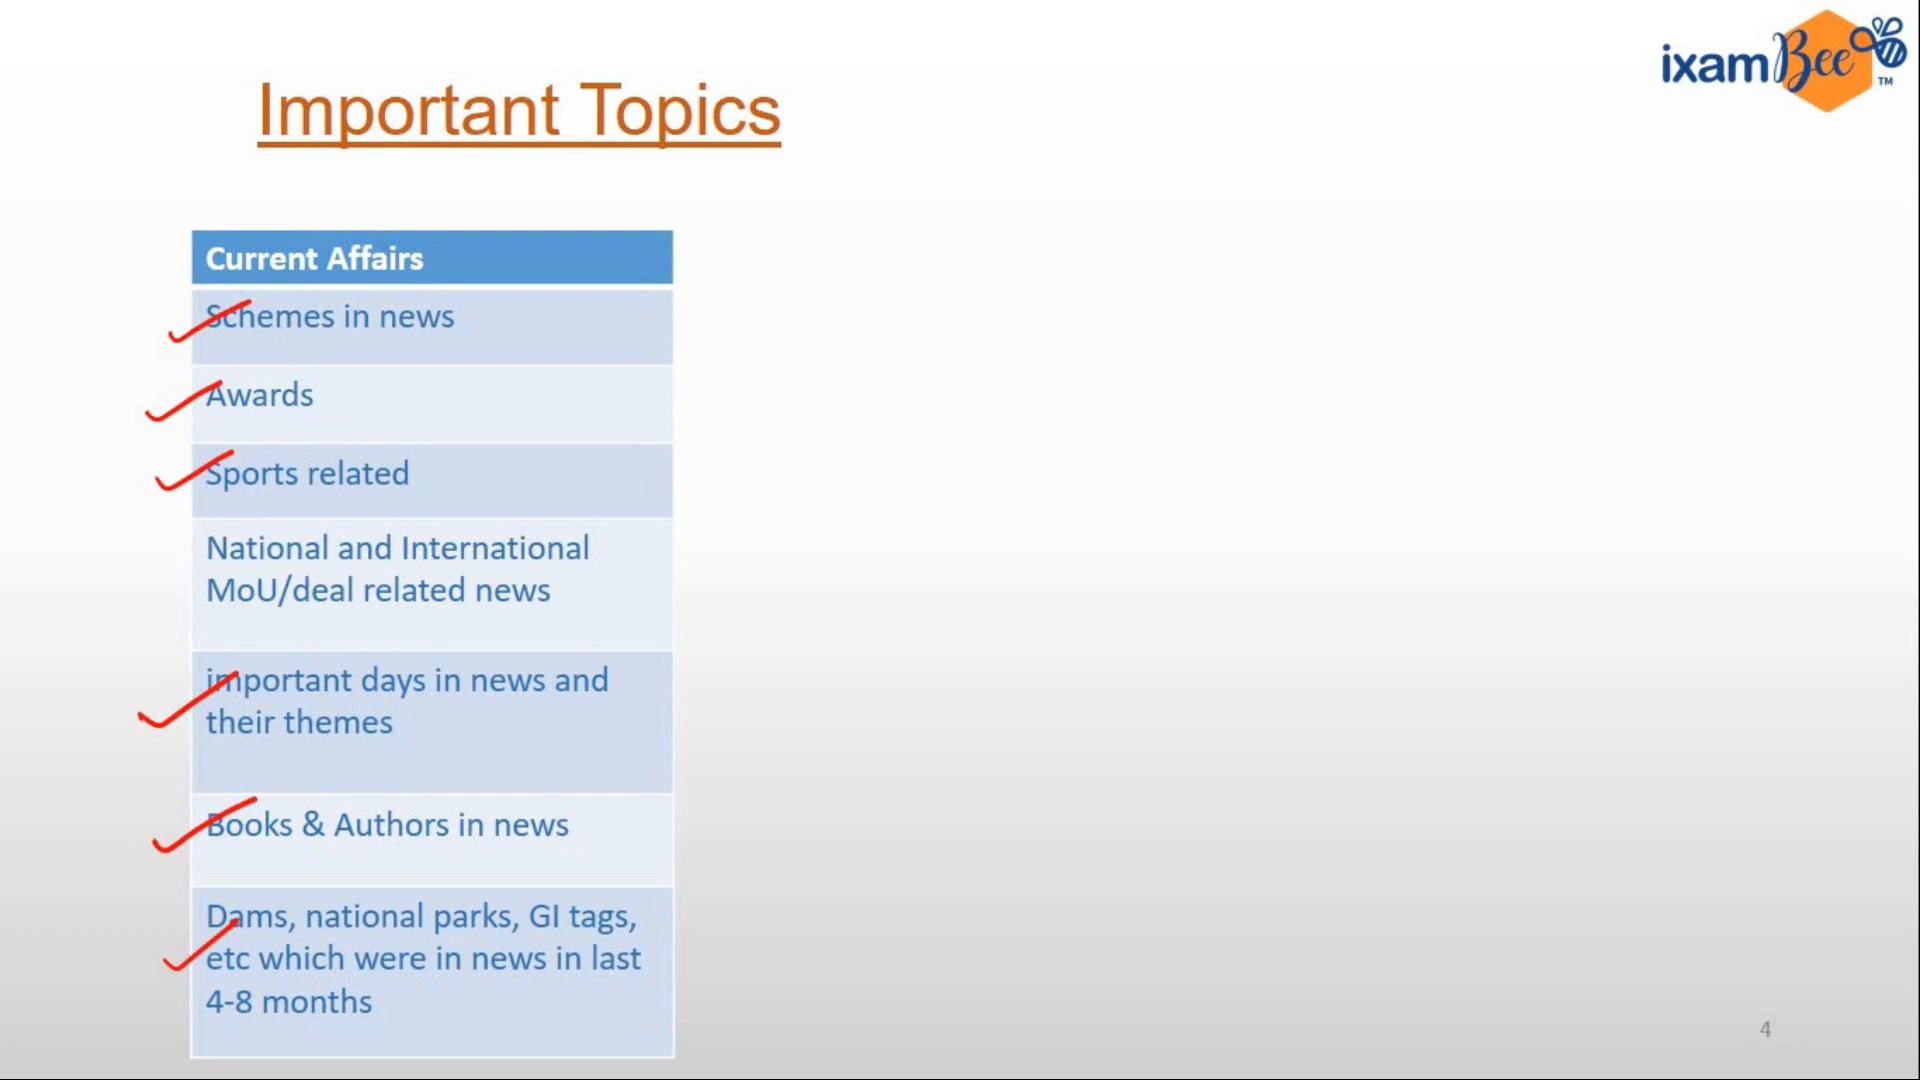 ixamBee™
Important Topics
Current Affairs
Schemes in news
Awards
Sports related
National and International
MoU/deal related news
important days in news and
their themes
Books & Authors in news
Dams, national parks, GI tags,
etc which were in news in last
4-8 months
4